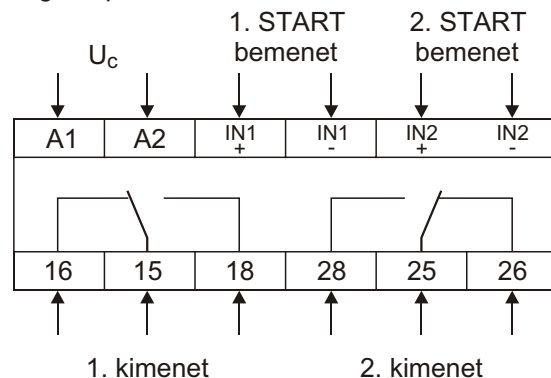 1. START 2. START
U_c bemenet bemenet
A1 A2 IN1 + IN1 - IN2 + IN2 -
16 15 18 28 25 26
1. kimenet 2. kimenet